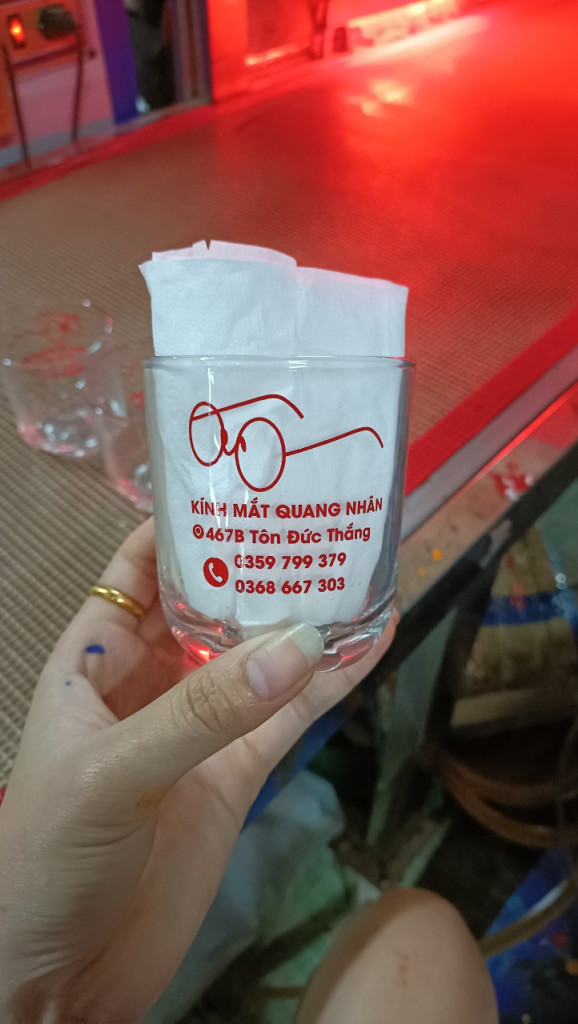 KÍNH MẮT QUANG NHÂN
467B Tôn Đức Thắng
0359 799 379
0368 667 303